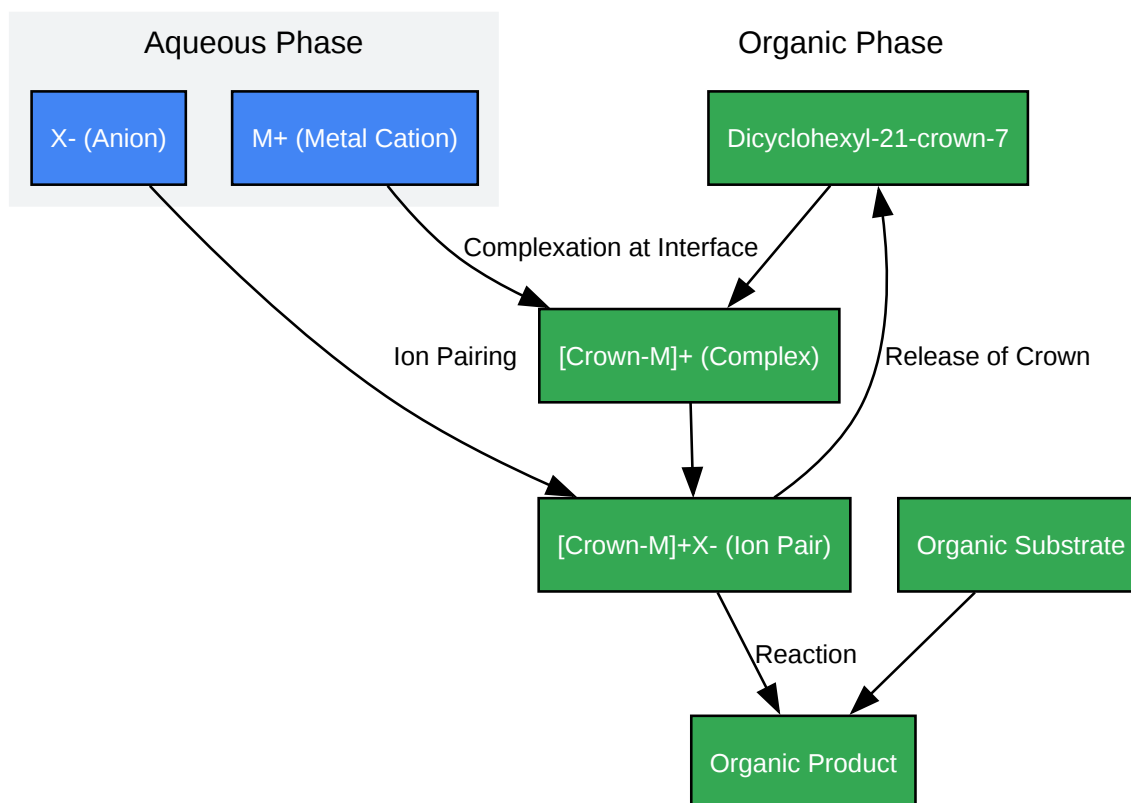 Aqueous Phase
Organic Phase
X- (Anion)
M+ (Metal Cation)
Dicyclohexyl-21-crown-7
Complexation at Interface
Ion Pairing
[Crown-M]+ (Complex)
Release of Crown
[Crown-M]+X- (Ion Pair)
Organic Substrate
Reaction
Organic Product